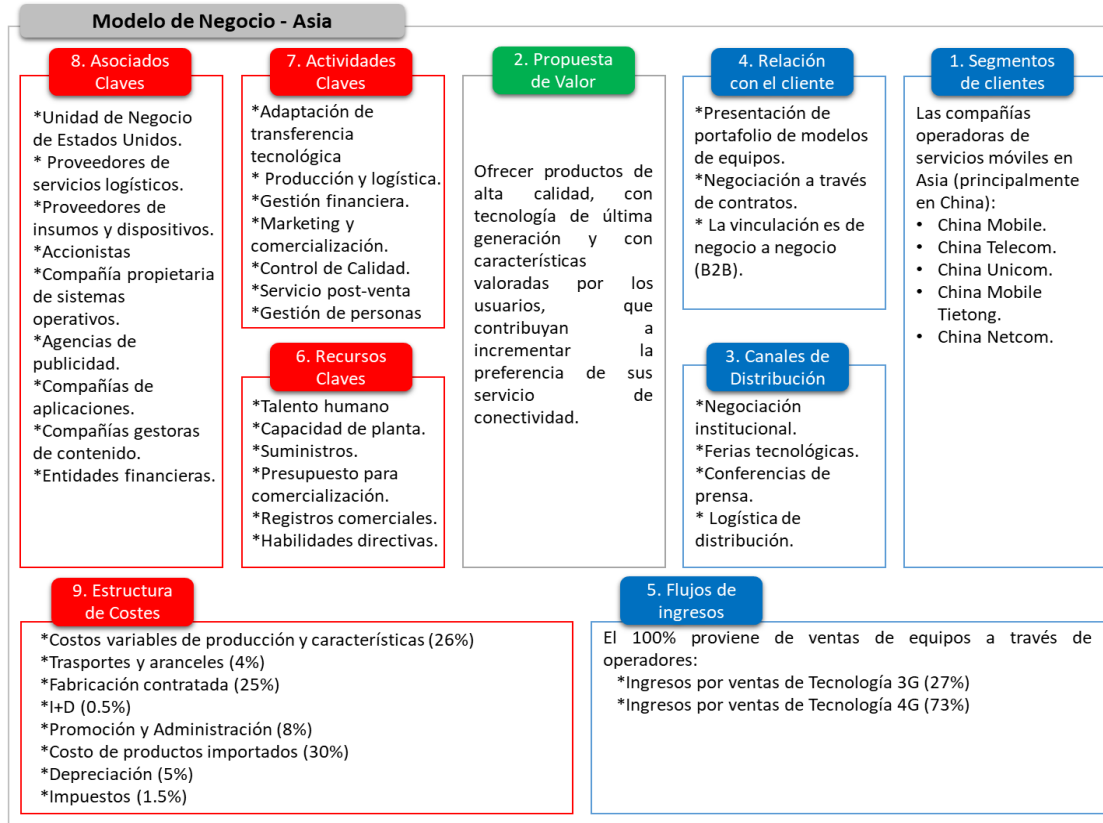 Modelo de Negocio - Asia
8. Asociados
Claves
*Unidad de Negocio
de Estados Unidos.
* Proveedores de
servicios logísticos.
*Proveedores de
insumos y dispositivos.
*Accionistas
*Compañía propietaria
de sistemas
operativos.
*Agencias de
publicidad.
*Compañías de
aplicaciones.
*Compañías gestoras
de contenido.
*Entidades financieras.
7. Actividades
Claves
*Adaptación de
transferencia
tecnológica
* Producción y logística.
*Gestión financiera.
*Marketing y
comercialización.
*Control de Calidad.
*Servicio post-venta
*Gestión de personas
6. Recursos
Claves
*Talento humano
*Capacidad de planta.
*Suministros.
*Presupuesto para
comercialización.
*Registros comerciales.
*Habilidades directivas.
2. Propuesta
de Valor
Ofrecer productos de
alta calidad, con
tecnología de última
generación y con
características
valoradas por los
usuarios, que
contribuyan a
incrementar la
preferencia de sus
servicio de
conectividad.
4. Relación
con el cliente
*Presentación de
portafolio de modelos
de equipos.
*Negociación a través
de contratos.
* La vinculación es de
negocio a negocio
(B2B).
3. Canales de
Distribución
*Negociación
institucional.
*Ferias tecnológicas.
*Conferencias de
prensa.
* Logística de
distribución.
1. Segmentos
de clientes
Las compañías
operadoras de
servicios móviles en
Asia (principalmente
en China):
• China Mobile.
• China Telecom.
• China Unicom.
• China Mobile
Tietong.
• China Netcom.
9. Estructura
de Costes
*Costos variables de producción y características (26%)
*Trasportes y aranceles (4%)
*Fabricación contratada (25%)
*I+D (0.5%)
*Promoción y Administración (8%)
*Costo de productos importados (30%)
*Depreciación (5%)
*Impuestos (1.5%)
5. Flujos de
ingresos
El 100% proviene de ventas de equipos a través de
operadores:
*Ingresos por ventas de Tecnología 3G (27%)
*Ingresos por ventas de Tecnología 4G (73%)